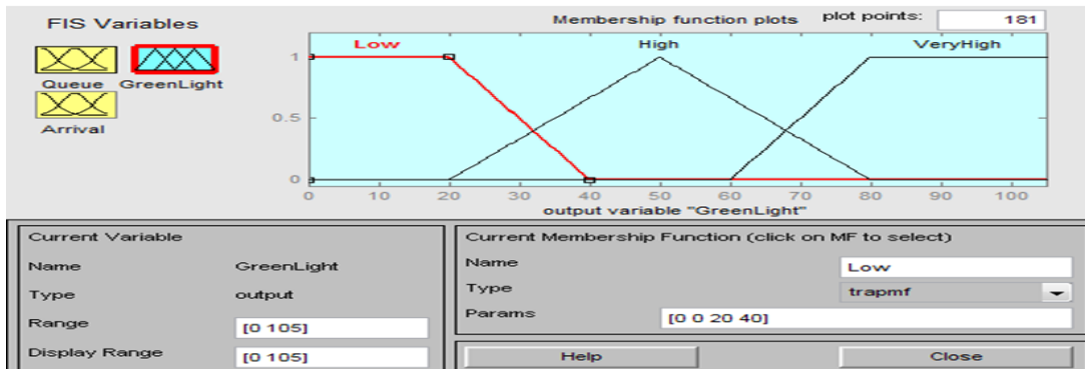 FIS Variables
Membership function plots
plot points:
181
Queue
GreenLight
Arrival
Low
High
VeryHigh
1
0.5
0
0 10 20 30 40 50 60 70 80 90 100
output variable "GreenLight"
Current Variable
Name GreenLight
Type output
Range [0 105]
Display Range [0 105]
Current Membership Function (click on MF to select)
Name Low
Type trapmf
Params [0 0 20 40]
Help
Close